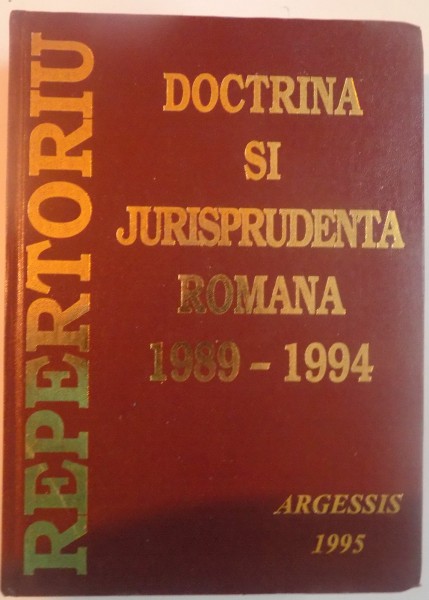 REPERTORIU
DOCTRINA
SI
JURISPRUDENTA
ROMANA
1989 - 1994
ARGESSIS
1995